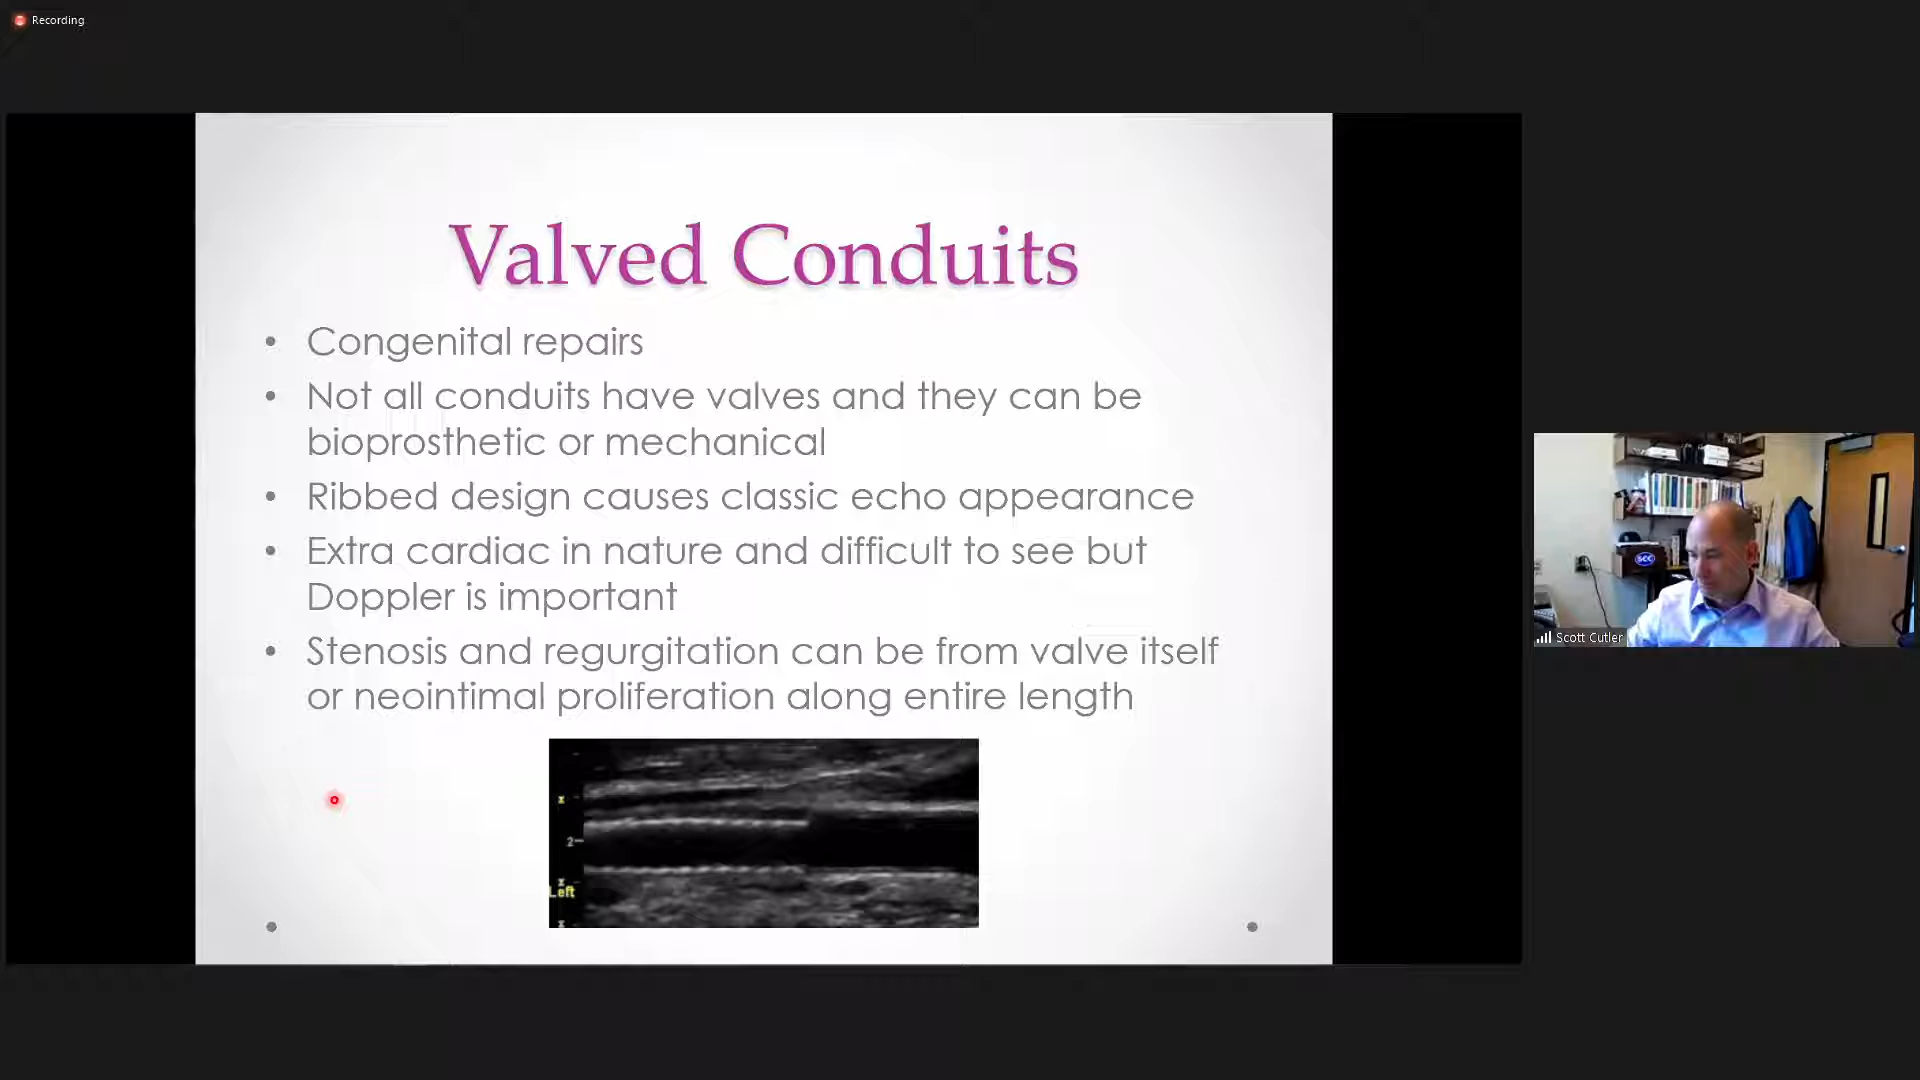 Recording
Valved Conduits
• Congenital repairs
• Not all conduits have valves and they can be
bioprosthetic or mechanical
• Ribbed design causes classic echo appearance
• Extra cardiac in nature and difficult to see but
Doppler is important
• Stenosis and regurgitation can be from valve itself
or neointimal proliferation along entire length
2
Left
SCC
Scott Cutler